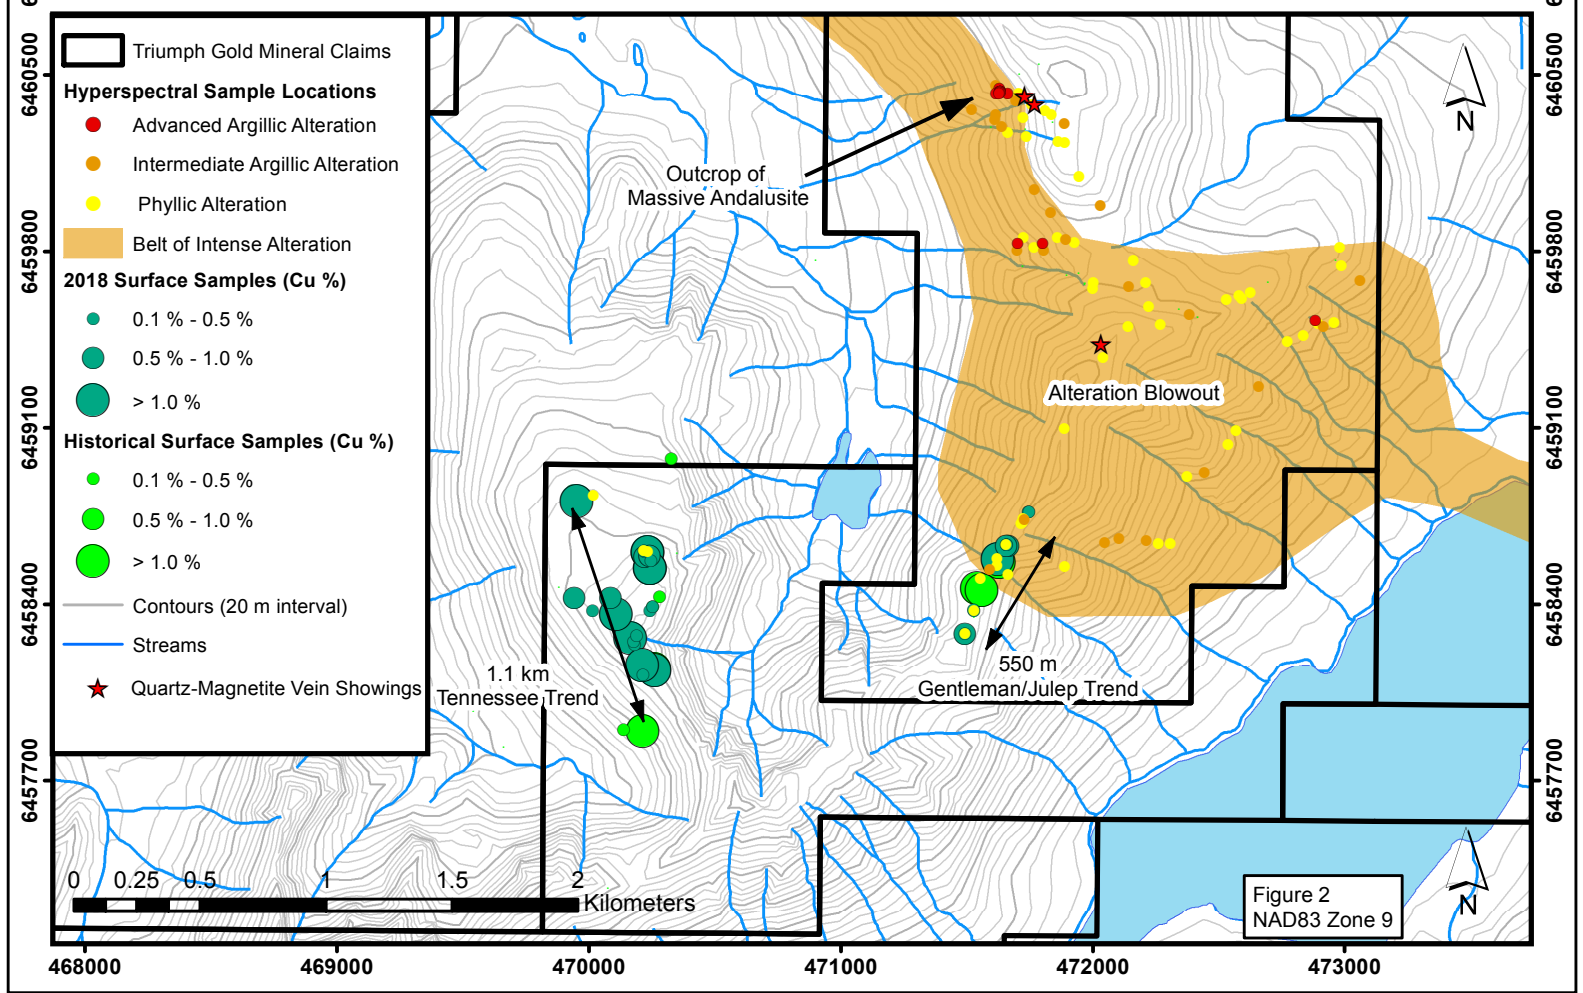 Triumph Gold Mineral Claims
Hyperspectral Sample Locations
Advanced Argillic Alteration
Intermediate Argillic Alteration
Phyllic Alteration
Belt of Intense Alteration
2018 Surface Samples (Cu %)
0.1 % - 0.5 %
0.5 % - 1.0 %
> 1.0 %
Historical Surface Samples (Cu %)
0.1 % - 0.5 %
0.5 % - 1.0 %
> 1.0 %
Contours (20 m interval)
Streams
Quartz-Magnetite Vein Showings
Outcrop of
Massive Andalusite
Alteration Blowout
1.1 km
Tennessee Trend
550 m
Gentleman/Julep Trend
N
N
0 0.25 0.5 1 1.5 2
Kilometers
Figure 2
NAD83 Zone 9
6460500
6459800
6459100
6458400
6457700
6460500
6459800
6459100
6458400
6457700
468000 469000 470000 471000 472000 473000